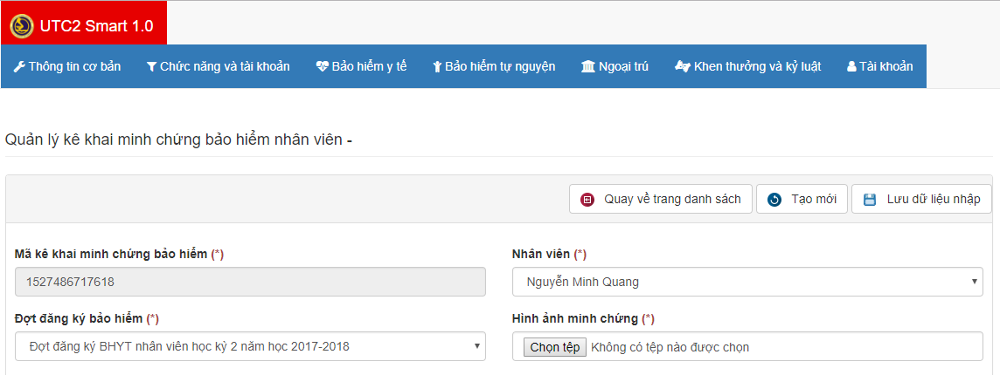 UTC2 Smart 1.0
Thông tin cơ bản Chức năng và tài khoản Bảo hiểm y tế Bảo hiểm tự nguyện Ngoại trú Khen thưởng và kỷ luật Tài khoản
Quản lý kê khai minh chứng bảo hiểm nhân viên -
Quay về trang danh sách Tạo mới Lưu dữ liệu nhập
Mã kê khai minh chứng bảo hiểm (*) Nhân viên (*)
1527486717618 Nguyễn Minh Quang
Đợt đăng ký bảo hiểm (*) Hình ảnh minh chứng (*)
Đợt đăng ký BHYT nhân viên học kỳ 2 năm học 2017-2018 Chọn tệp Không có tệp nào được chọn